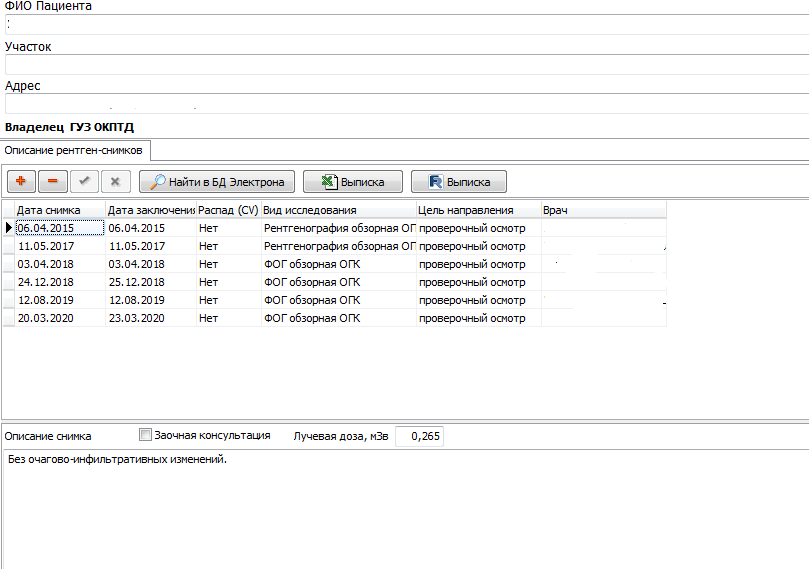 ФИО Пациента
Участок
Адрес
Владелец ГУЗ ОКПТД
Описание рентген-снимков
Найти в БД Электрона Выписка Выписка
Дата снимка Дата заключения Распад (CV) Вид исследования Цель направления Врач
06.04.2015 06.04.2015 Нет Рентгенография обзорная ОГ проверочный осмотр
11.05.2017 11.05.2017 Нет Рентгенография обзорная ОГ проверочный осмотр
03.04.2018 03.04.2018 Нет ФОГ обзорная ОГК проверочный осмотр
24.12.2018 25.12.2018 Нет ФОГ обзорная ОГК проверочный осмотр
12.08.2019 12.08.2019 Нет ФОГ обзорная ОГК проверочный осмотр
20.03.2020 23.03.2020 Нет ФОГ обзорная ОГК проверочный осмотр
Описание снимка Заочная консультация Лучевая доза, мЗв 0,265
Без очагово-инфильтративных изменений.